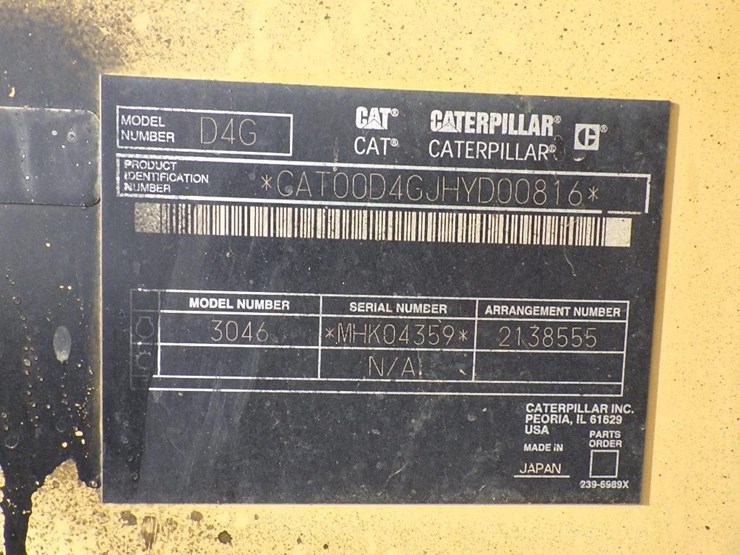 MODEL NUMBER D4G
CAT® CATERPILLAR® C®
CAT® CATERPILLAR®
PRODUCT IDENTIFICATION NUMBER *CAT00D4GJHYD00816*
MODEL NUMBER SERIAL NUMBER ARRANGEMENT NUMBER
3046 *MHK04359* 2138555
N/A
CATERPILLAR INC.
PEORIA, IL 61629
USA
PARTS ORDER
MADE IN
JAPAN
239-6989X